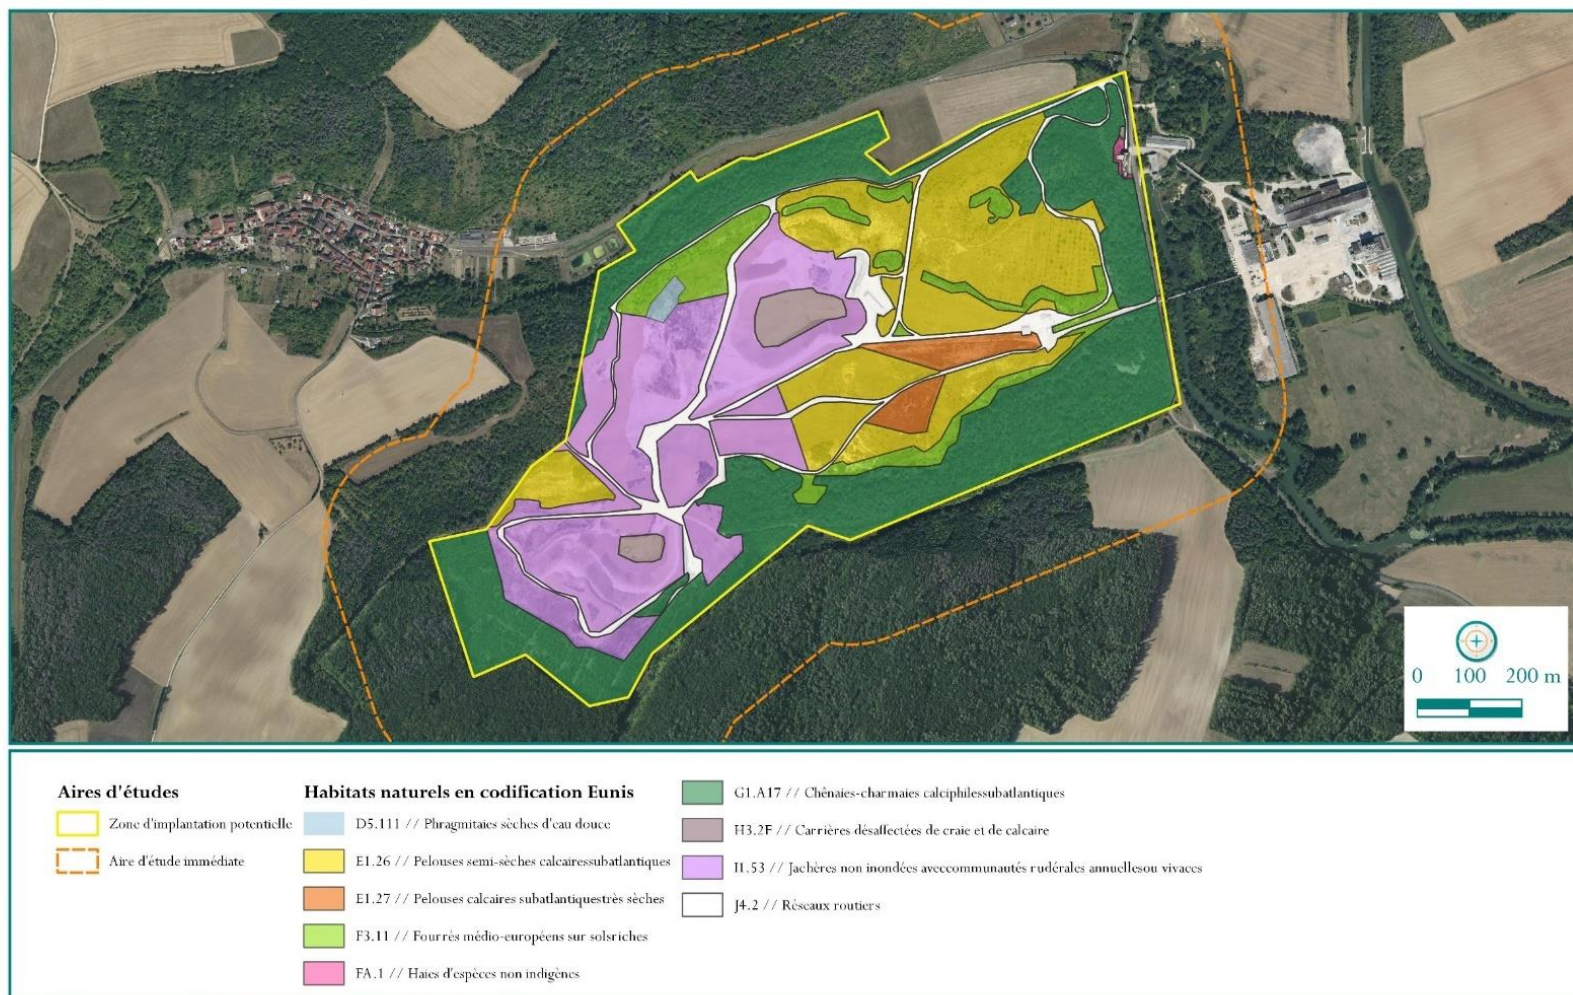 0 100 200 m
Aires d'études
Zone d'implantation potentielle
Aire d'étude immédiate
Habitats naturels en codification Eunis
D5.111 // Phragmitaies sèches d'eau douce
E1.26 // Pelouses semi-sèches calcairessubatlantiques
E1.27 // Pelouses calcaires subatlantiquestrès sèches
F3.11 // Fourrés médio-européens sur solsriches
FA.1 // Haies d'espèces non indigènes
G1.A17 // Chênaies-charmaies calciphilessubatlantiques
H3.2F // Carrières désaffectées de craie et de calcaire
I1.53 // Jachères non inondées aveccommunautés rudérales annuellesou vivaces
J4.2 // Réseaux routiers